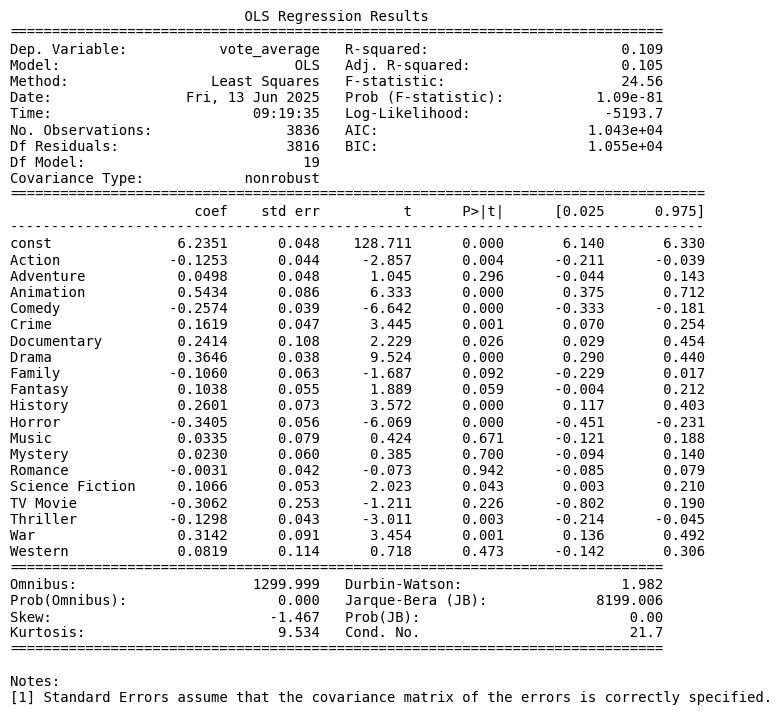 OLS Regression Results
==============================================================================
Dep. Variable:           vote_average   R-squared:                       0.109
Model:                            OLS   Adj. R-squared:                  0.105
Method:                 Least Squares   F-statistic:                     24.56
Date:                Fri, 13 Jun 2025   Prob (F-statistic):           1.09e-81
Time:                        09:19:35   Log-Likelihood:                -5193.7
No. Observations:                3836   AIC:                         1.043e+04
Df Residuals:                    3816   BIC:                         1.055e+04
Df Model:                          19
Covariance Type:            nonrobust
===================================================================================
                      coef    std err          t      P>|t|      [0.025      0.975]
-----------------------------------------------------------------------------------
const               6.2351      0.048    128.711      0.000       6.140       6.330
Action             -0.1253      0.044     -2.857      0.004      -0.211      -0.039
Adventure           0.0498      0.048      1.045      0.296      -0.044       0.143
Animation           0.5434      0.086      6.333      0.000       0.375       0.712
Comedy             -0.2574      0.039     -6.642      0.000      -0.333      -0.181
Crime               0.1619      0.047      3.445      0.001       0.070       0.254
Documentary         0.2414      0.108      2.229      0.026       0.029       0.454
Drama               0.3646      0.038      9.524      0.000       0.290       0.440
Family             -0.1060      0.063     -1.687      0.092      -0.229       0.017
Fantasy             0.1038      0.055      1.889      0.059      -0.004       0.212
History             0.2601      0.073      3.572      0.000       0.117       0.403
Horror             -0.3405      0.056     -6.069      0.000      -0.451      -0.231
Music               0.0335      0.079      0.424      0.671      -0.121       0.188
Mystery             0.0230      0.060      0.385      0.700      -0.094       0.140
Romance            -0.0031      0.042     -0.073      0.942      -0.085       0.079
Science Fiction     0.1066      0.053      2.023      0.043       0.003       0.210
TV Movie           -0.3062      0.253     -1.211      0.226      -0.802       0.190
Thriller           -0.1298      0.043     -3.011      0.003      -0.214      -0.045
War                 0.3142      0.091      3.454      0.001       0.136       0.492
Western             0.0819      0.114      0.718      0.473      -0.142       0.306
==============================================================================
Omnibus:                     1299.999   Durbin-Watson:                   1.982
Prob(Omnibus):                  0.000   Jarque-Bera (JB):             8199.006
Skew:                          -1.467   Prob(JB):                         0.00
Kurtosis:                       9.534   Cond. No.                         21.7
==============================================================================

Notes:
[1] Standard Errors assume that the covariance matrix of the errors is correctly specified.